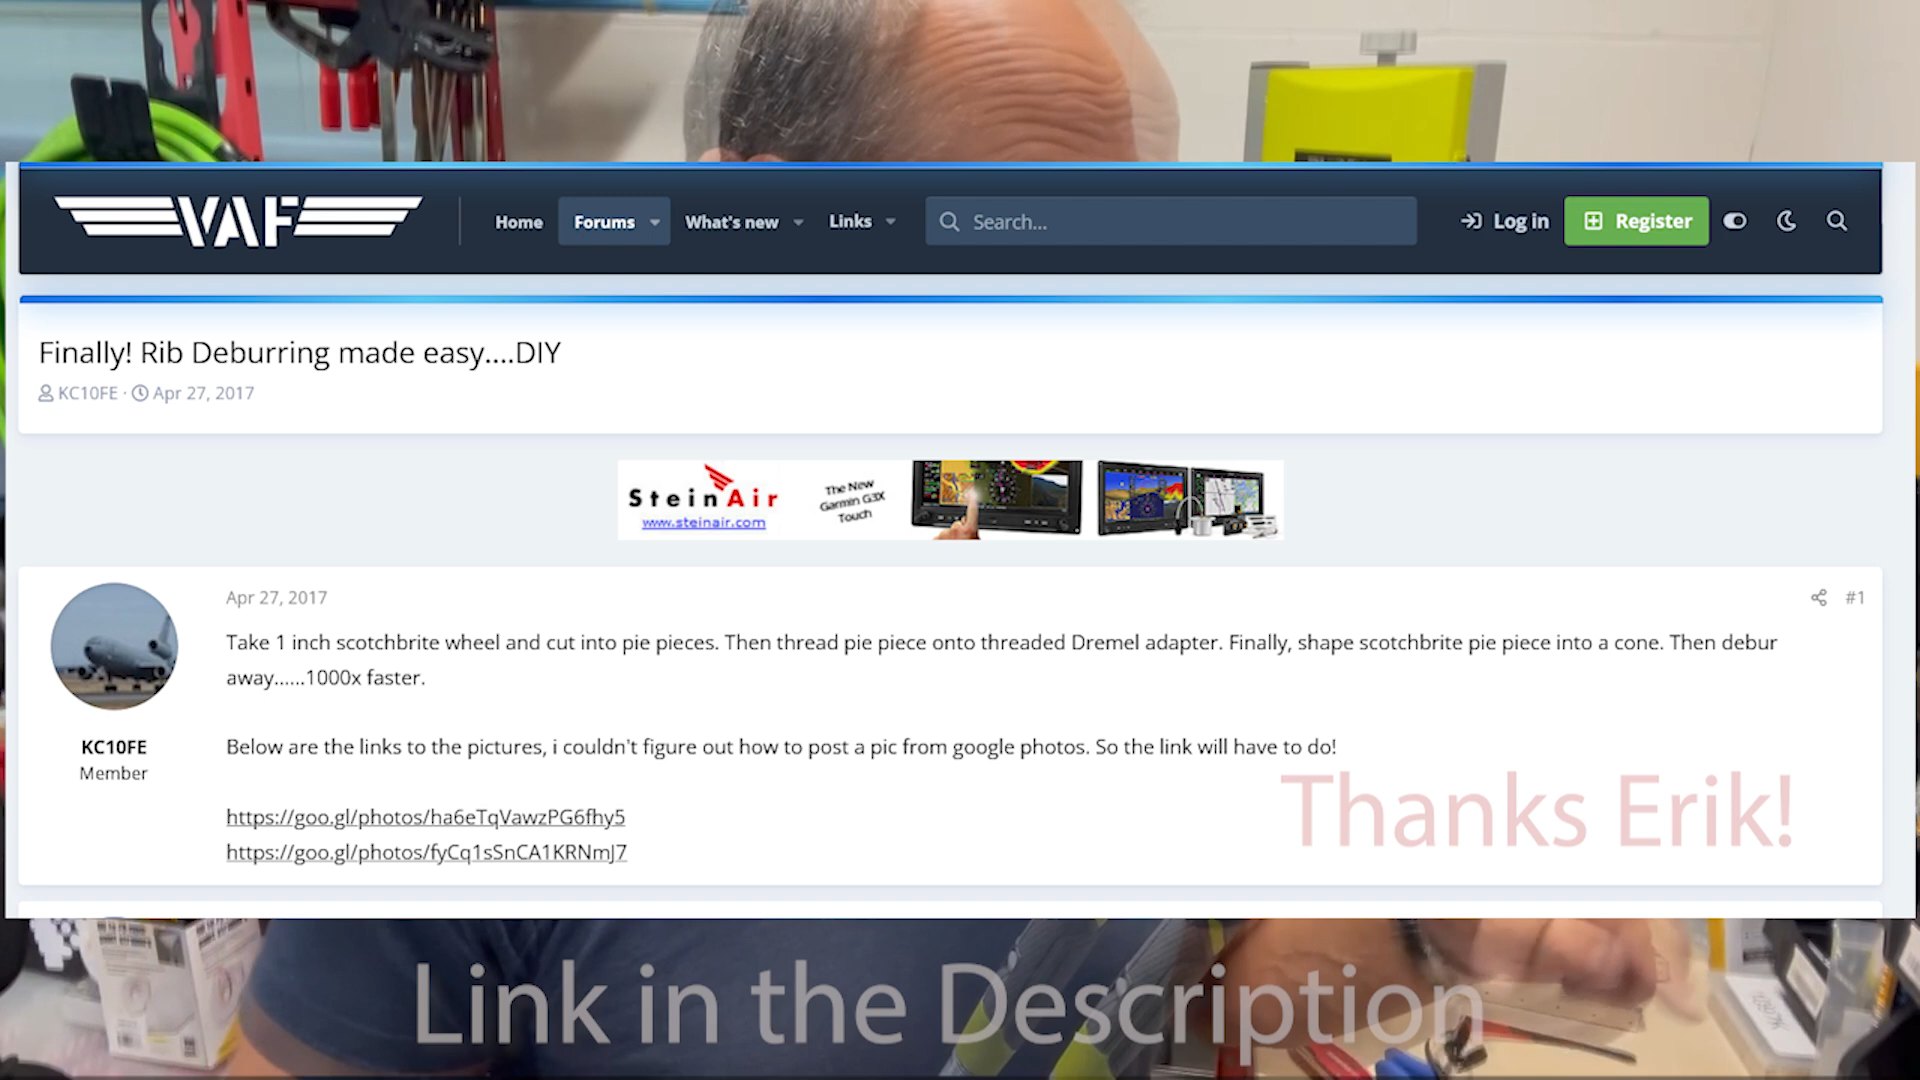 VAF
Home Forums What's new Links Search... Log in Register
Finally! Rib Deburring made easy....DIY
KC10FE · Apr 27, 2017
SteinAir
www.steinair.com
The New
Garmin G3X
Touch
Apr 27, 2017
#1
Take 1 inch scotchbrite wheel and cut into pie pieces. Then thread pie piece onto threaded Dremel adapter. Finally, shape scotchbrite pie piece into a cone. Then debur
away......1000x faster.
KC10FE
Member
Below are the links to the pictures, i couldn't figure out how to post a pic from google photos. So the link will have to do!
https://goo.gl/photos/ha6eTqVawzPG6fhy5
https://goo.gl/photos/fyCq1sSnCA1KRNmJ7
Thanks Erik!
Link in the Description